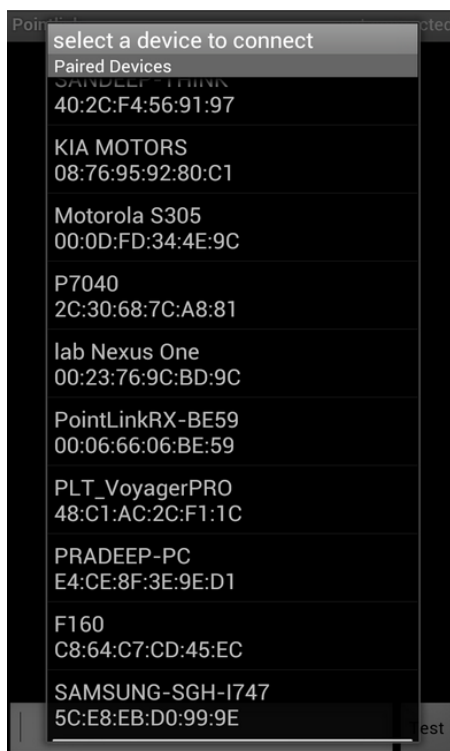 select a device to connect
Paired Devices
SANDEEP-THINK
40:2C:F4:56:91:97
KIA MOTORS
08:76:95:92:80:C1
Motorola S305
00:0D:FD:34:4E:9C
P7040
2C:30:68:7C:A8:81
lab Nexus One
00:23:76:9C:BD:9C
PointLinkRX-BE59
00:06:66:06:BE:59
PLT_VoyagerPRO
48:C1:AC:2C:F1:1C
PRADEEP-PC
E4:CE:8F:3E:9E:D1
F160
C8:64:C7:CD:45:EC
SAMSUNG-SGH-I747
5C:E8:EB:D0:99:9E